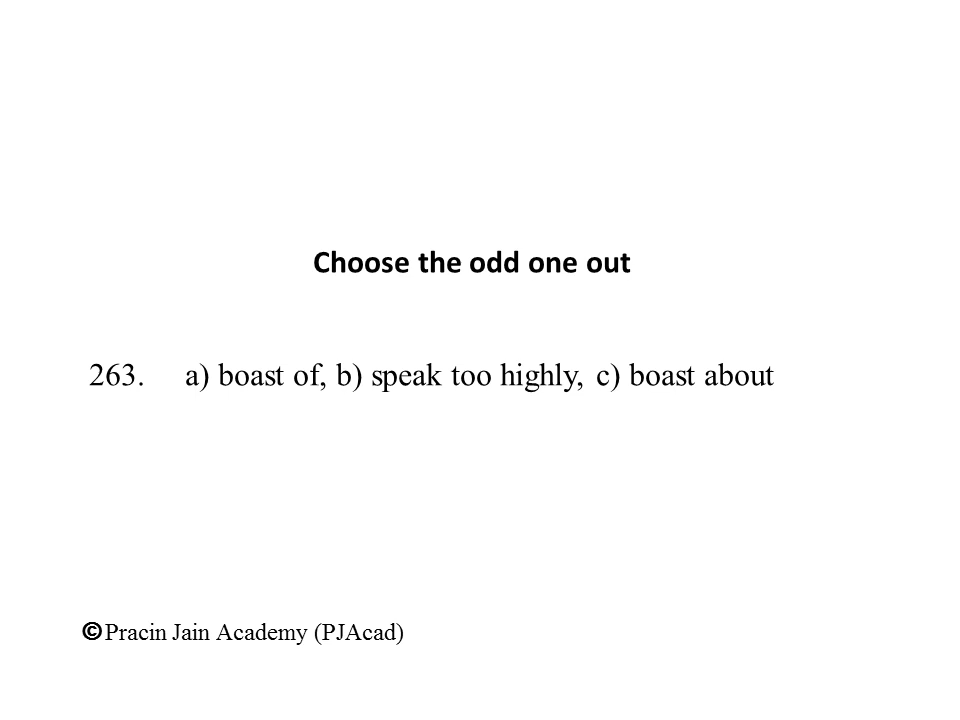 Choose the odd one out
263. a) boast of, b) speak too highly, c) boast about
©Pracin Jain Academy (PJAcad)